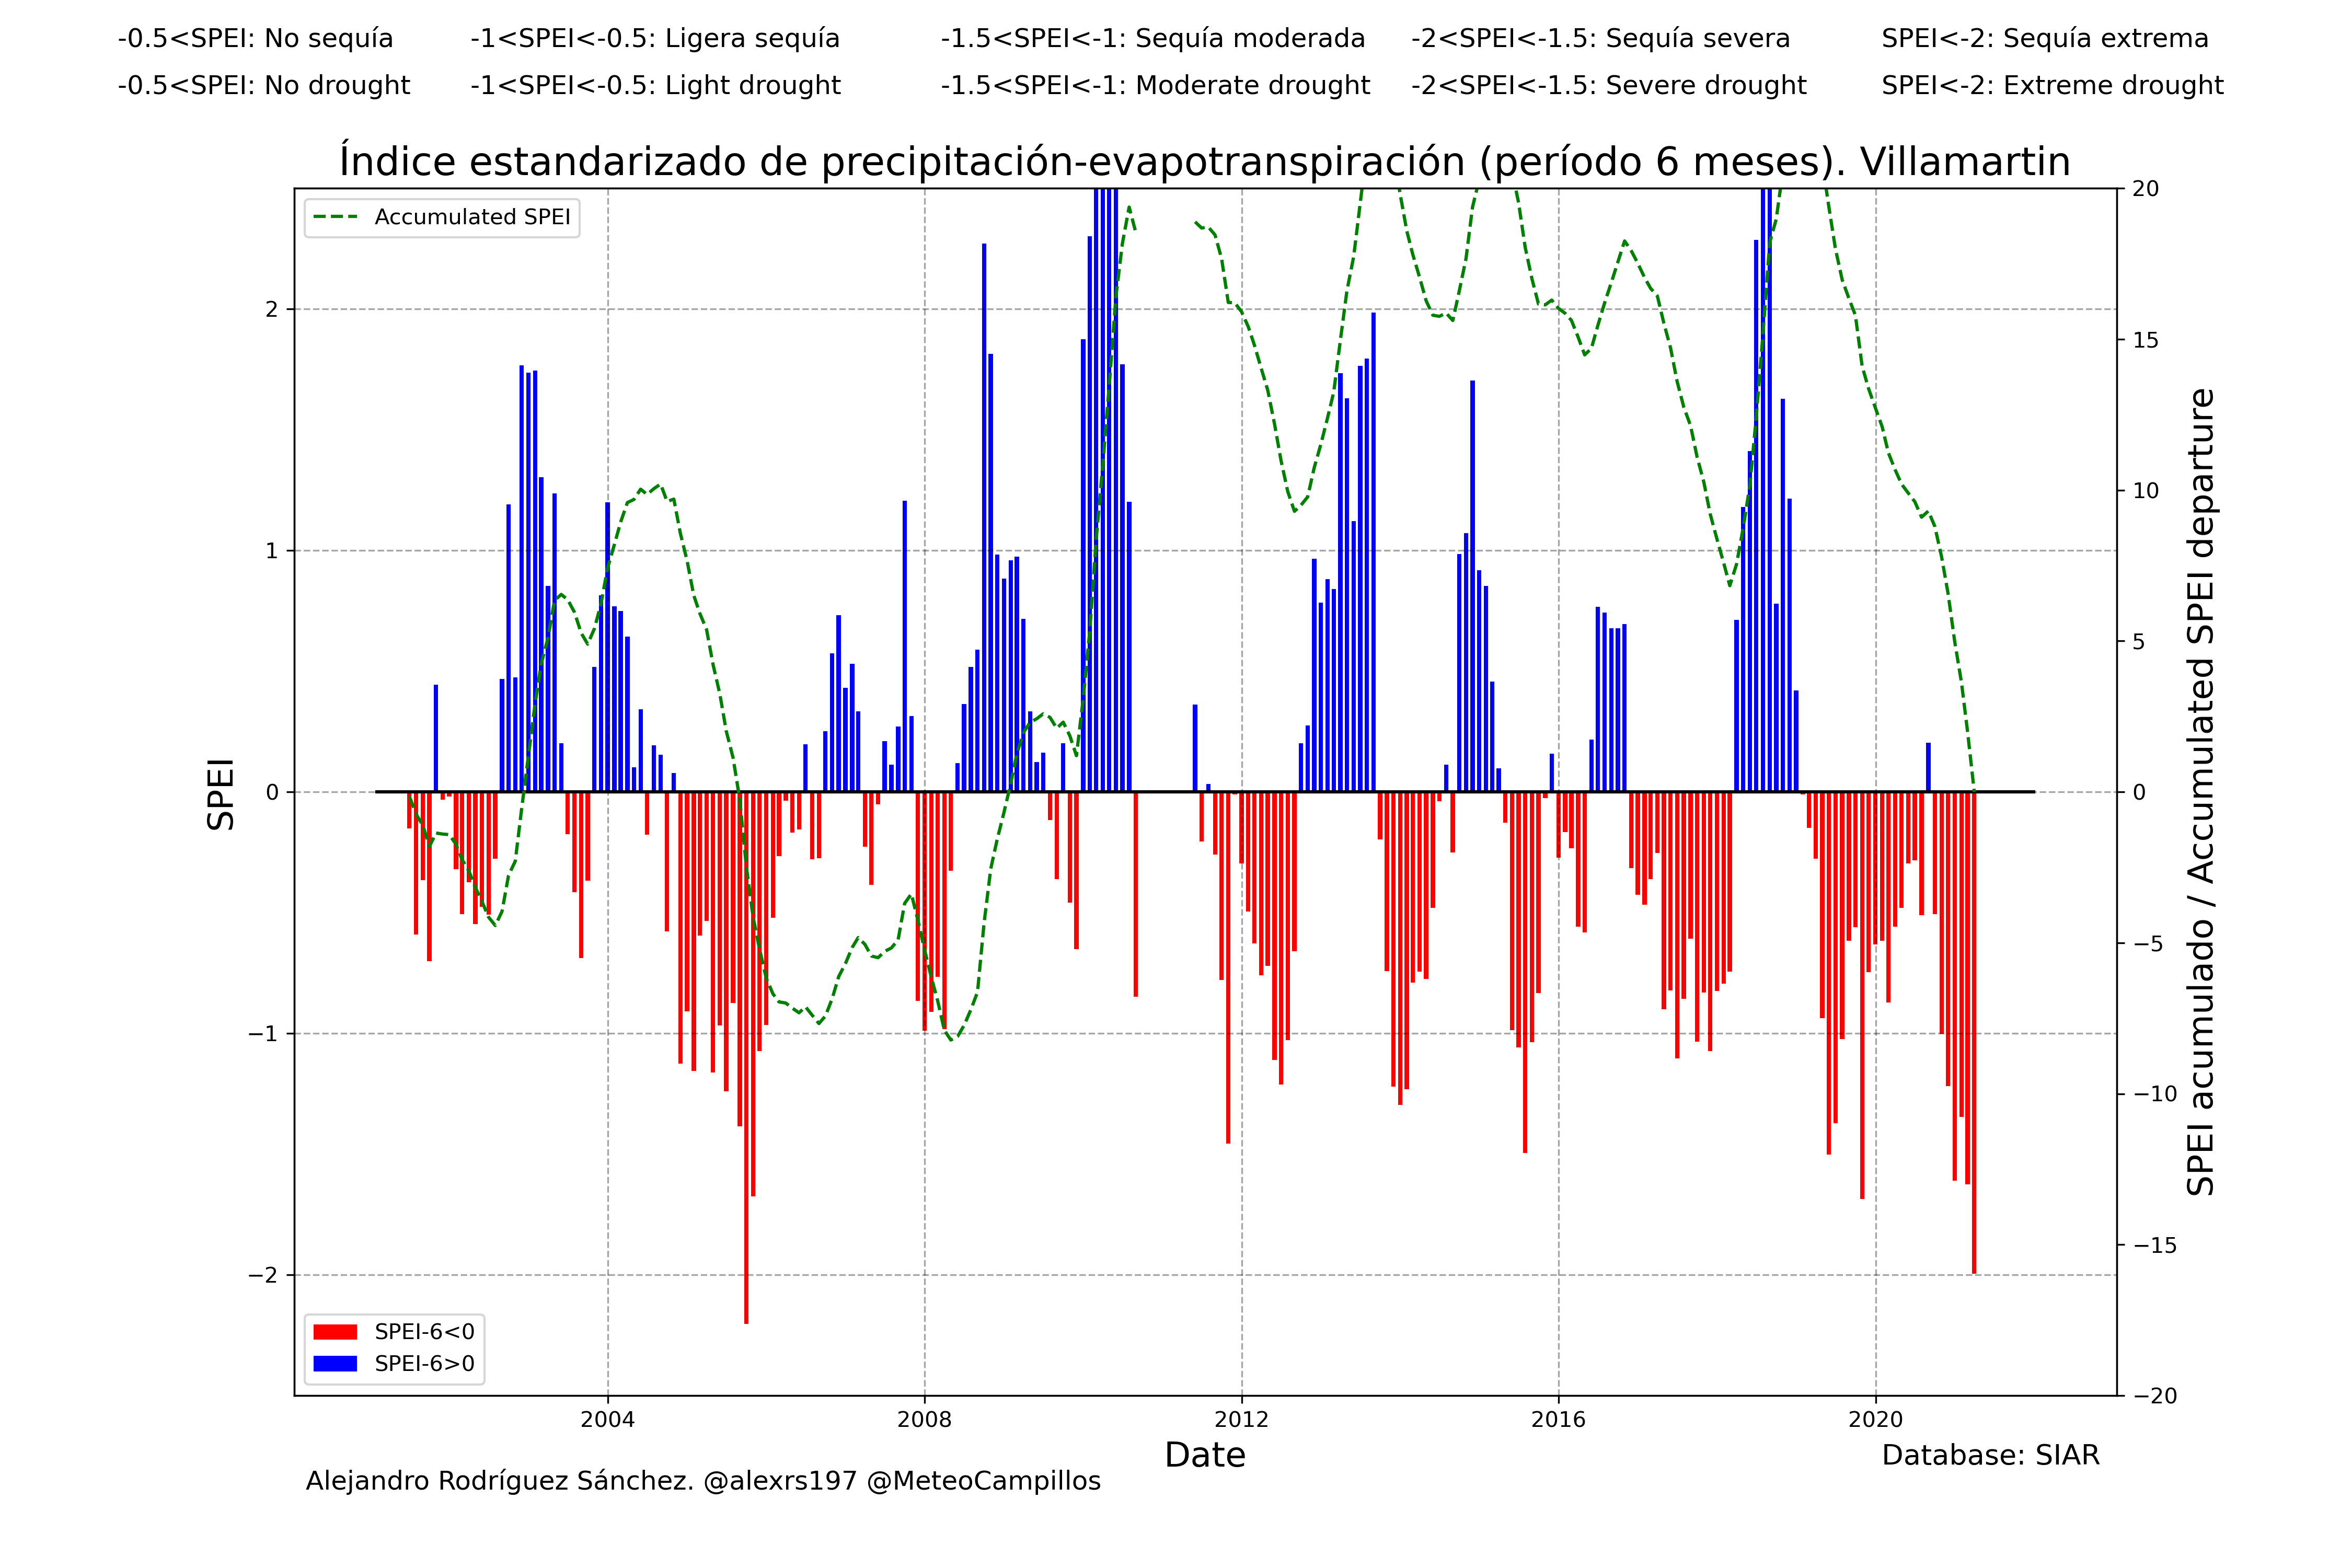 -0.5<SPEI: No sequía -1<SPEI<-0.5: Ligera sequía -1.5<SPEI<-1: Sequía moderada -2<SPEI<-1.5: Sequía severa SPEI<-2: Sequía extrema
-0.5<SPEI: No drought -1<SPEI<-0.5: Light drought -1.5<SPEI<-1: Moderate drought -2<SPEI<-1.5: Severe drought SPEI<-2: Extreme drought
Índice estandarizado de precipitación-evapotranspiración (período 6 meses). Villamartin
Accumulated SPEI
SPEI
2
1
0
−1
−2
20
15
10
5
0
−5
−10
−15
−20
SPEI acumulado / Accumulated SPEI departure
SPEI-6<0
SPEI-6>0
2004 2008 2012 2016 2020
Date
Database: SIAR
Alejandro Rodríguez Sánchez. @alexrs197 @MeteoCampillos